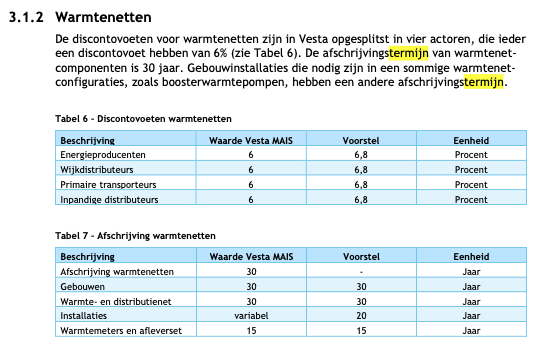 3.1.2 Warmtenetten
De discontovoeten voor warmtenetten zijn in Vesta opgesplitst in vier actoren, die ieder
een discontovoet hebben van 6% (zie Tabel 6). De afschrijvingstermijn van warmtenet-
componenten is 30 jaar. Gebouwinstallaties die nodig zijn in een sommige warmtenet-
configuraties, zoals boosterwarmtepompen, hebben een andere afschrijvingstermijn.
Tabel 6 - Discontovoeten warmtenetten
Beschrijving Waarde Vesta MAIS Voorstel Eenheid
Energieproducenten 6 6,8 Procent
Wijkdistributeurs 6 6,8 Procent
Primaire transporteurs 6 6,8 Procent
Inpandige distributeurs 6 6,8 Procent
Tabel 7 - Afschrijving warmtenetten
Beschrijving Waarde Vesta MAIS Voorstel Eenheid
Afschrijving warmtenetten 30 - Jaar
Gebouwen 30 30 Jaar
Warmte- en distributienet 30 30 Jaar
Installaties variabel 20 Jaar
Warmtemeters en afleverset 15 15 Jaar